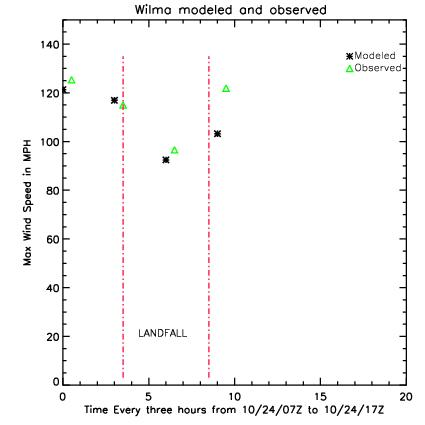 Wilma modeled and observed
Max Wind Speed in MPH
140
120
100
80
60
40
20
0
Modeled
Observed
LANDFALL
0 5 10 15 20
Time Every three hours from 10/24/07Z to 10/24/17Z